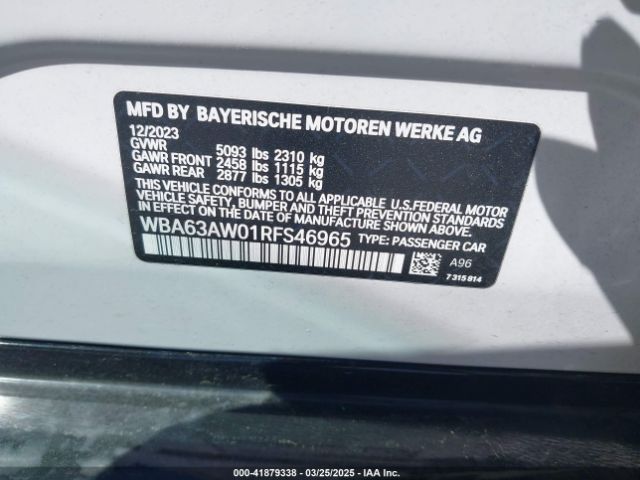 MFD BY BAYERISCHE MOTOREN WERKE AG
12/2023
GVWR 5093 lbs 2310 kg
GAWR FRONT 2458 lbs 1115 kg
GAWR REAR 2877 lbs 1305 kg
THIS VEHICLE CONFORMS TO ALL APPLICABLE U.S. FEDERAL MOTOR
VEHICLE SAFETY, BUMPER, AND THEFT PREVENTION STANDARDS
IN EFFECT ON THE DATE OF MANUFACTURE SHOWN ABOVE.
WBA63AW01RFS46965 TYPE: PASSENGER CAR
A96
7 315 814
000-41879338 | 03/25/2025 | IAA Inc.